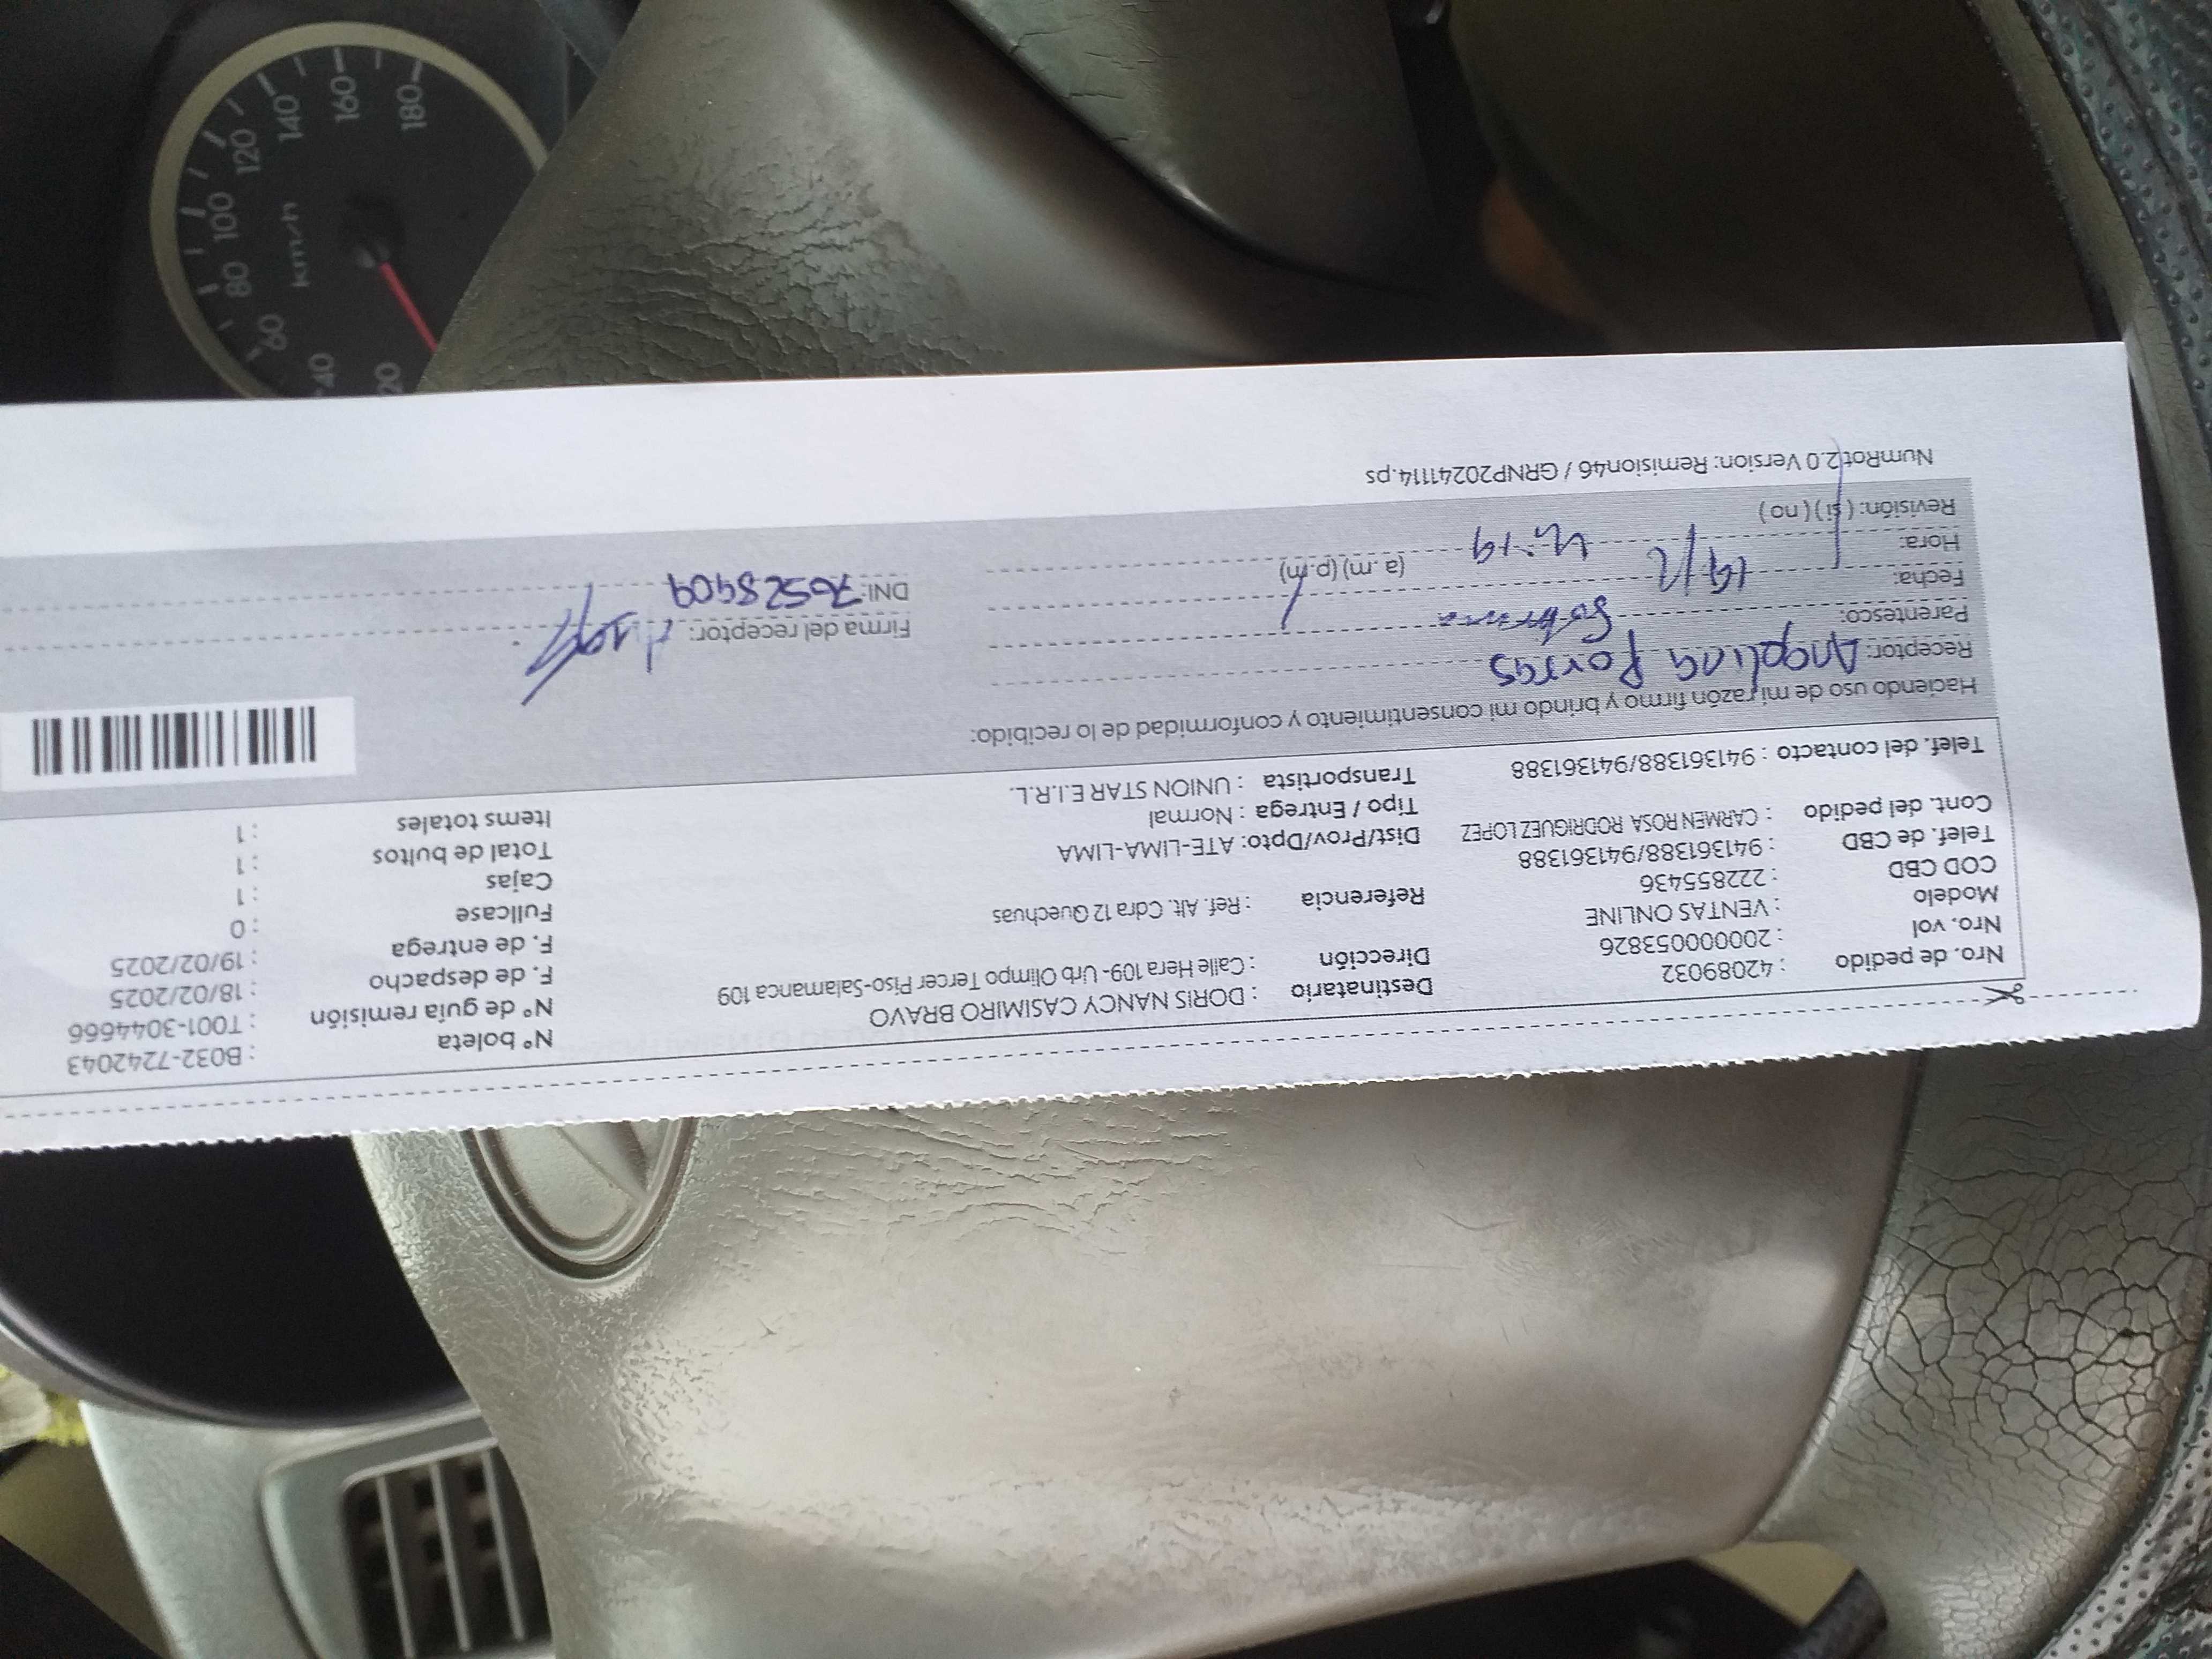 Nro. de pedido : 42089032
Nro. vol : 20000053826
Modelo : VENTAS ONLINE
COD CBD : 222855436
Telef. de CBD : 941361388/941361388
Cont. del pedido : CARMEN ROSA RODRIGUEZ LOPEZ
Telef. del contacto : 941361388/941361388
Destinatario : DORIS NANCY CASIMIRO BRAVO
Dirección : Calle Hera 109- Urb Olimpo Tercer Piso-Salamanca 109
Referencia : Ref. Alt. Cdra 12 Quechuas
Dist/Prov/Dpto: ATE-LIMA-LIMA
Tipo / Entrega : Normal
Transportista : UNION STAR E.I.R.L.
N° boleta : B032-7242043
N° de guía remisión : T001-3044666
F. de despacho : 18/02/2025
F. de entrega : 19/02/2025
Fullcase : 0
Cajas : 1
Total de bultos : 1
Items totales : 1
Haciendo uso de mi razón firmo y brindo mi consentimiento y conformidad de lo recibido:
Receptor: Angelina Porras
Parentesco: Sobrina
Fecha: 19/2
Hora: 4:19 (a. m) (p.m)
Revisión: ( si ) ( no )
Firma del receptor:
DNI: 76528909
NumRot 2.0 Version: Remision46 / GRNP20241114.ps
20
40
60
80
100
120
140
160
180
km/h